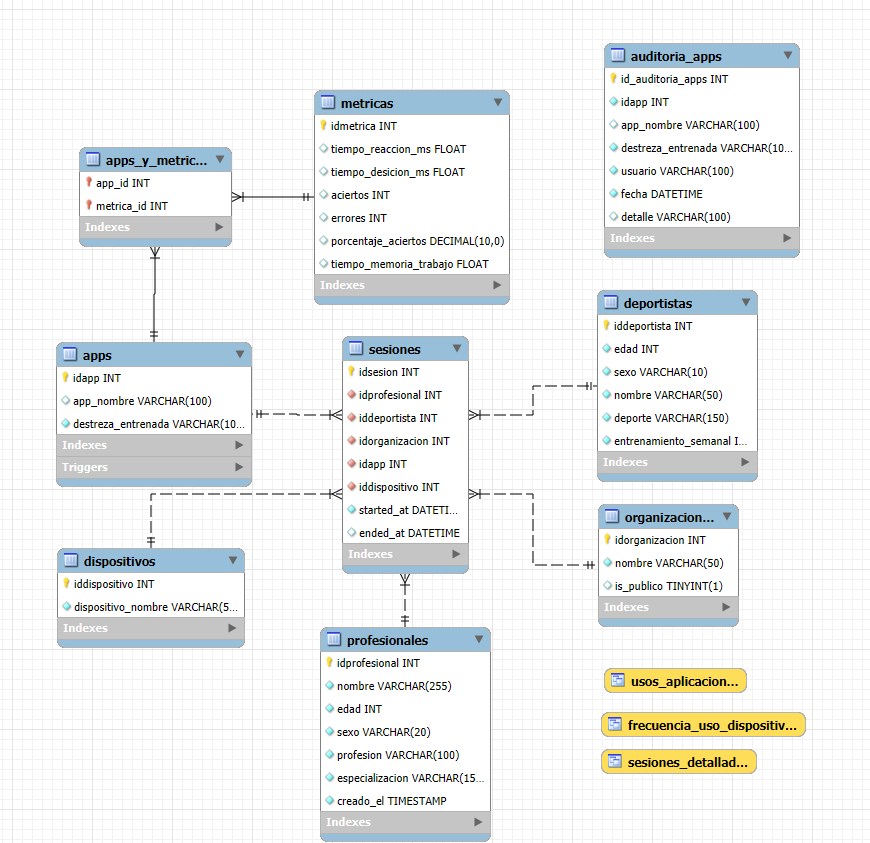 auditoria_apps
id_auditoria_apps INT
idapp INT
app_nombre VARCHAR(100)
destreza_entrenada VARCHAR(10...
usuario VARCHAR(100)
fecha DATETIME
detalle VARCHAR(100)
Indexes
metricas
idmetrica INT
tiempo_reaccion_ms FLOAT
tiempo_desicion_ms FLOAT
aciertos INT
errores INT
porcentaje_aciertos DECIMAL(10,0)
tiempo_memoria_trabajo FLOAT
Indexes
apps_y_metric...
app_id INT
metrica_id INT
Indexes
deportistas
iddeportista INT
edad INT
sexo VARCHAR(10)
nombre VARCHAR(50)
deporte VARCHAR(150)
entrenamiento_semanal I...
Indexes
sesiones
idsesion INT
idprofesional INT
iddeportista INT
idorganizacion INT
idapp INT
iddispositivo INT
started_at DATETI...
ended_at DATETIME
Indexes
apps
idapp INT
app_nombre VARCHAR(100)
destreza_entrenada VARCHAR(10...
Indexes
Triggers
organizacion...
idorganizacion INT
nombre VARCHAR(50)
is_publico TINYINT(1)
Indexes
dispositivos
iddispositivo INT
dispositivo_nombre VARCHAR(5...
Indexes
profesionales
idprofesional INT
nombre VARCHAR(255)
edad INT
sexo VARCHAR(20)
profesion VARCHAR(100)
especializacion VARCHAR(15...
creado_el TIMESTAMP
Indexes
usos_aplicacion...
frecuencia_uso_dispositiv...
sesiones_detallad...